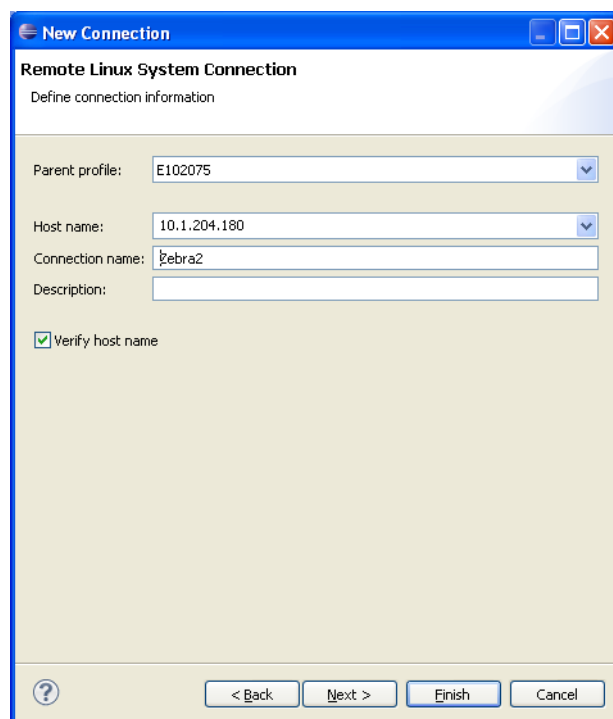 New Connection
Remote Linux System Connection
Define connection information
Parent profile: E102075
Host name: 10.1.204.180
Connection name: zebra2
Description:
Verify host name
< Back Next > Finish Cancel